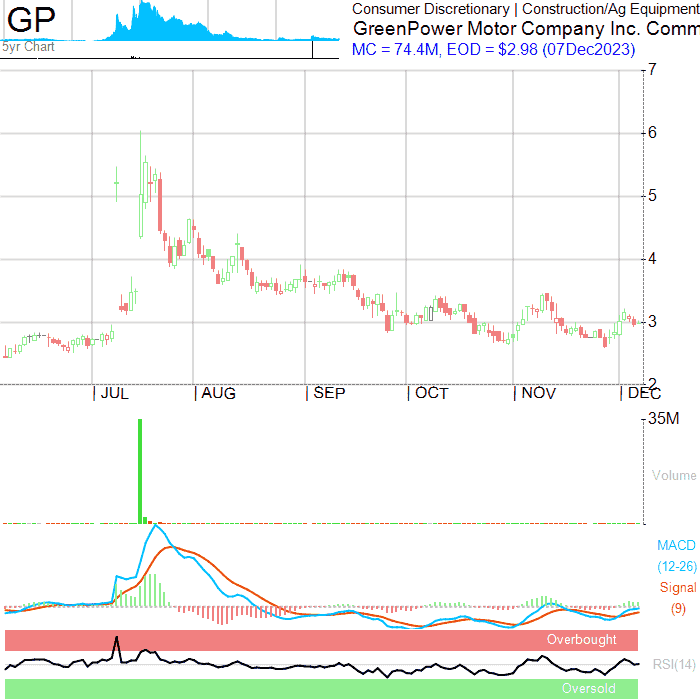 GP
5yr Chart
Consumer Discretionary | Construction/Ag Equipment
GreenPower Motor Company Inc. Comm
MC = 74.4M, EOD = $2.98 (07Dec2023)
7
6
5
4
3
2
JUL AUG SEP OCT NOV DEC
35M
Volume
MACD
(12-26)
Signal
(9)
Overbought
RSI(14)
Oversold